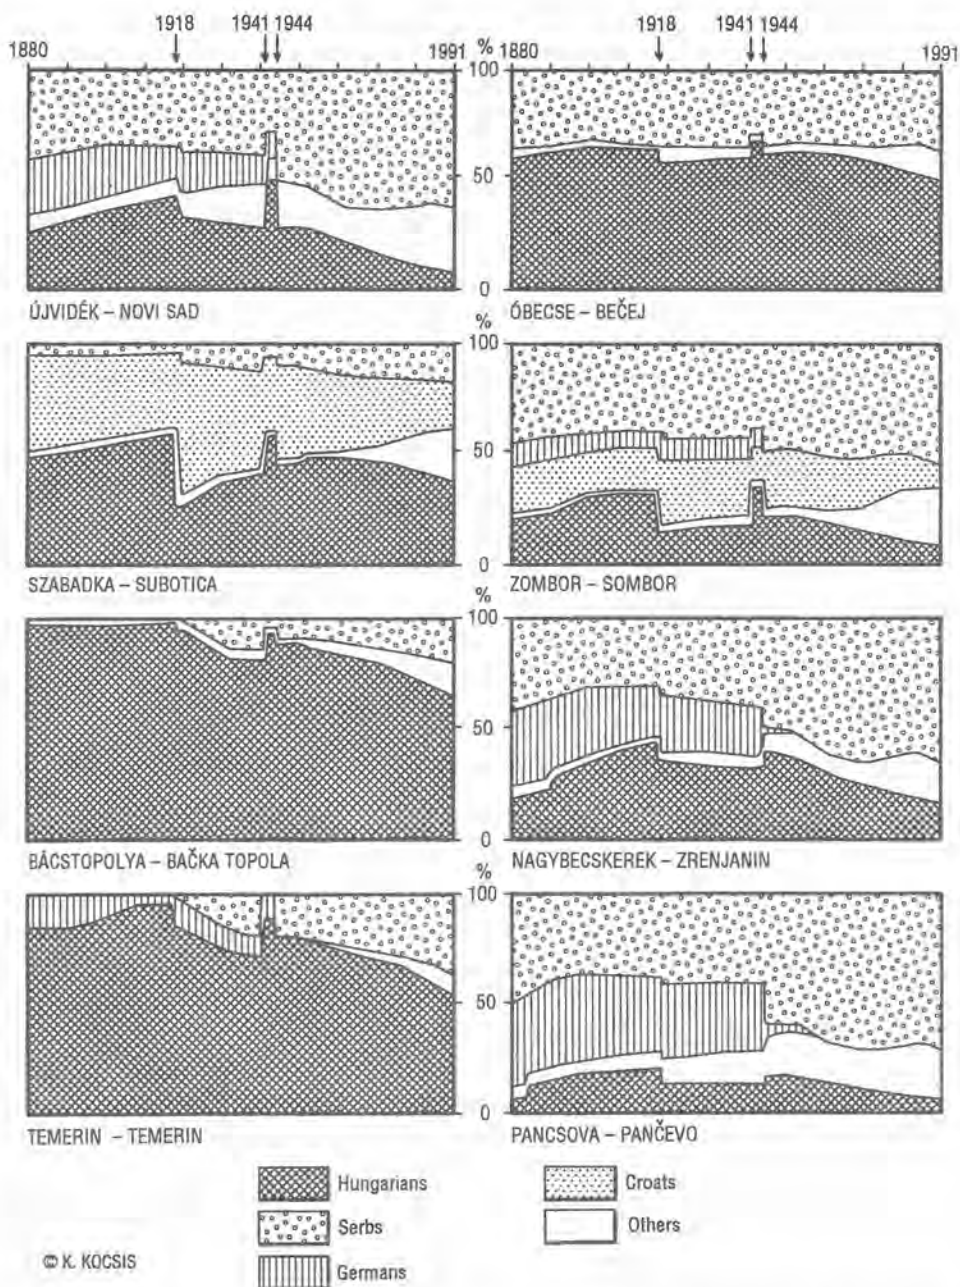 1918 1941 1944 1941 1944
1880 1991 % 1880 1918 1991
100 100
50
0
ÚJVIDÉK – NOVI SAD
ÓBECSE – BEČEJ
%
100
50
0
SZABADKA – SUBOTICA
ZOMBOR – SOMBOR
%
100
50
0
BÁCSTOPOLYA – BAČKA TOPOLA
NAGYBECSKEREK – ZRENJANIN
%
100
50
0
TEMERIN – TEMERIN
PANCSOVA – PANČEVO
Hungarians
Croats
Serbs
Others
© K. KOCSIS
Germans